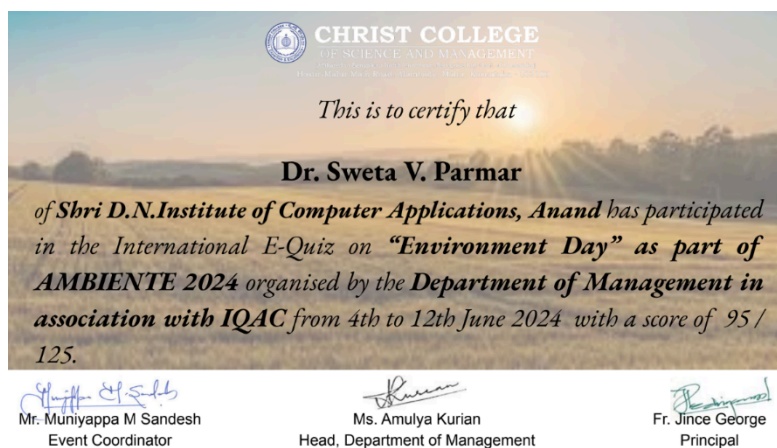 CHRIST COLLEGE
OF SCIENCE AND MANAGEMENT
This is to certify that
Dr. Sweta V. Parmar
of Shri D.N.Institute of Computer Applications, Anand has participated
in the International E-Quiz on “Environment Day” as part of
AMBIENTE 2024 organised by the Department of Management in
association with IQAC from 4th to 12th June 2024 with a score of 95 /
125.
Mr. Muniyappa M Sandesh
Event Coordinator
Ms. Amulya Kurian
Head, Department of Management
Fr. Jince George
Principal